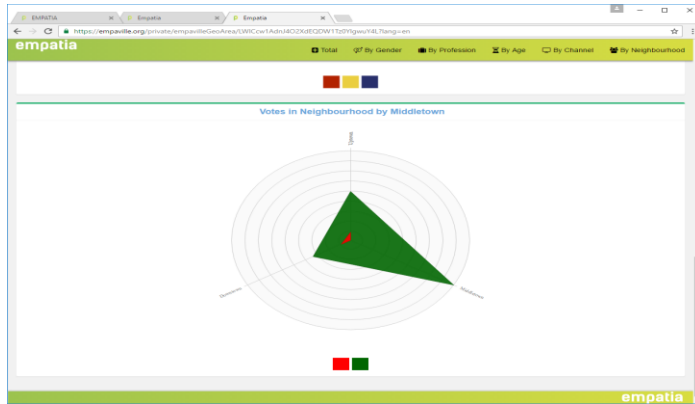 EMPATIA
Empatia
Empatia
https://empaville.org/private/empavilleGeoArea/LWlCcw1AdnJ4O2XdEQOW1Tz0YlgwuY4L?lang=en
empatia
Total
By Gender
By Profession
By Age
By Channel
By Neighbourhood
Votes in Neighbourhood by Middletown
Middletown
empatia